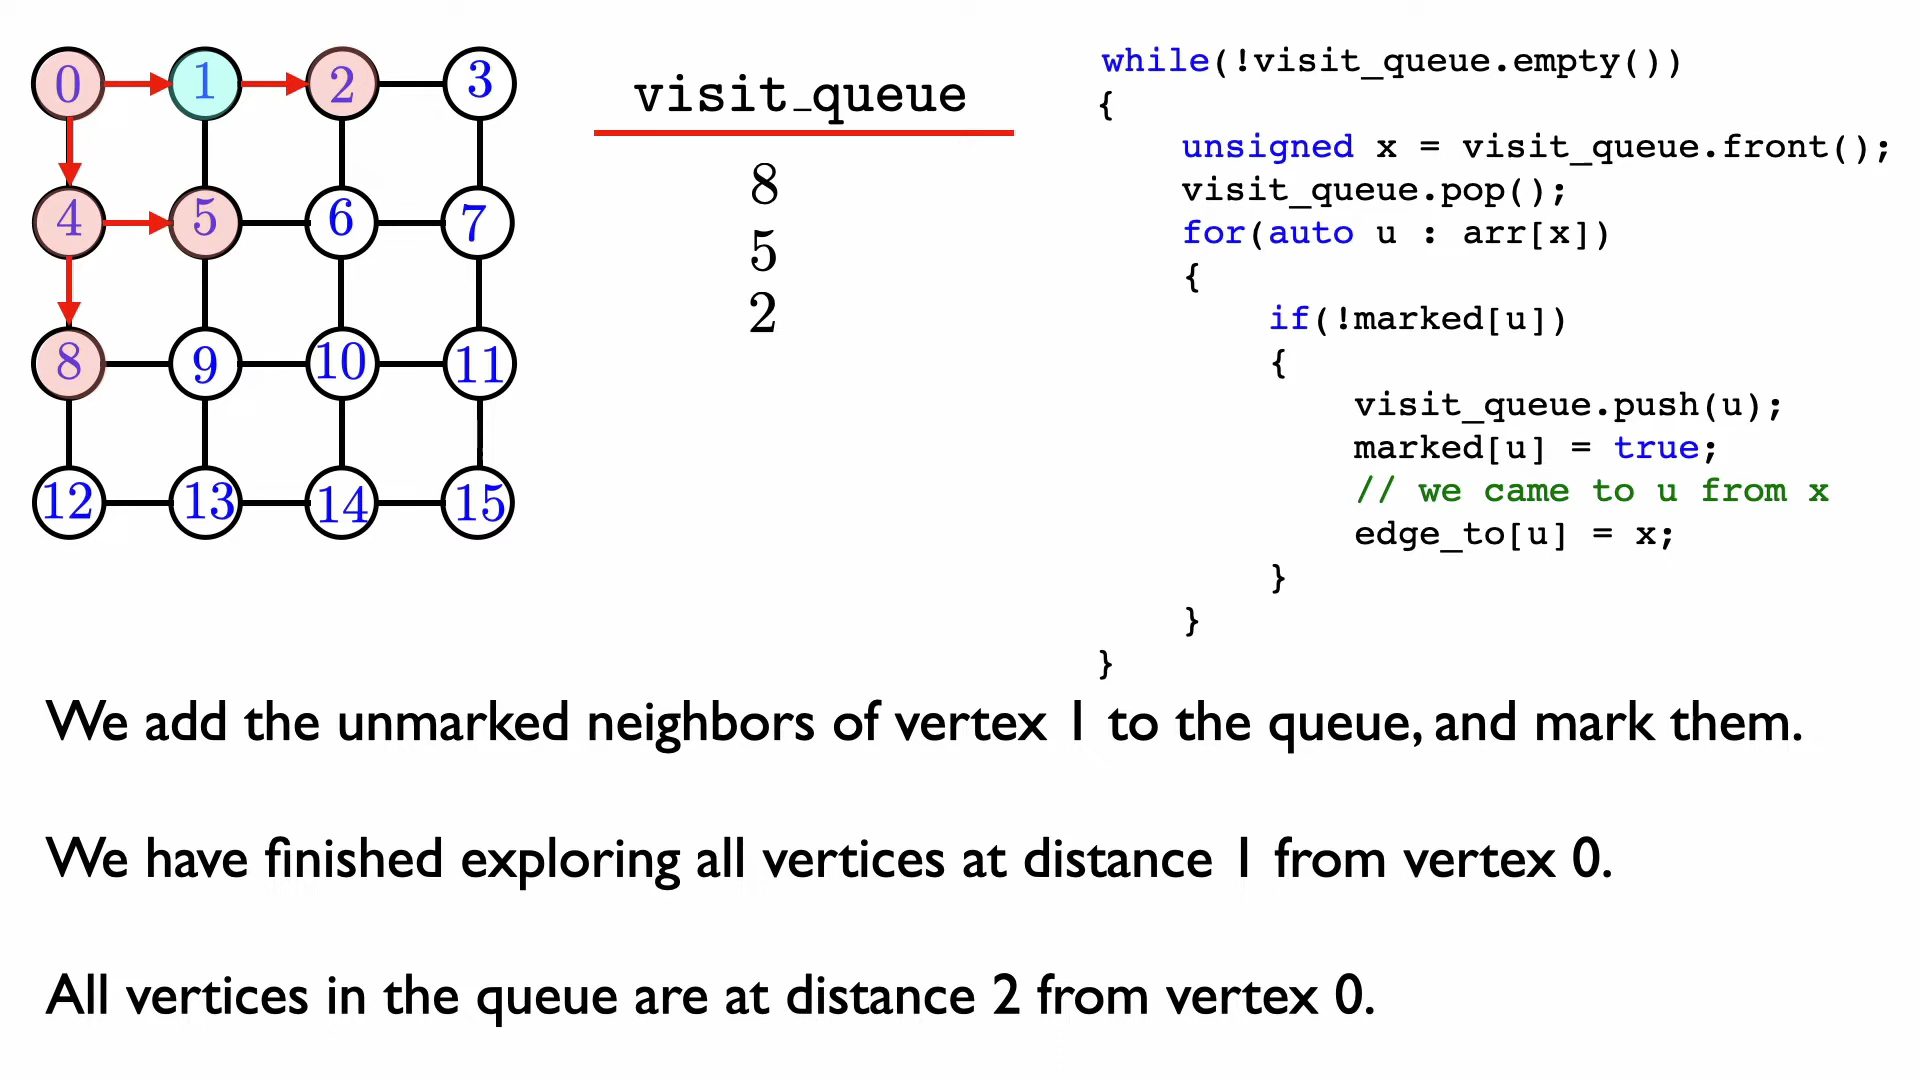 0 1 2 3
4 5 6 7
8 9 10 11
12 13 14 15
visit_queue
8
5
2
while(!visit_queue.empty())
{
    unsigned x = visit_queue.front();
    visit_queue.pop();
    for(auto u : arr[x])
    {
        if(!marked[u])
        {
            visit_queue.push(u);
            marked[u] = true;
            // we came to u from x
            edge_to[u] = x;
        }
    }
}
We add the unmarked neighbors of vertex 1 to the queue, and mark them.
We have finished exploring all vertices at distance 1 from vertex 0.
All vertices in the queue are at distance 2 from vertex 0.